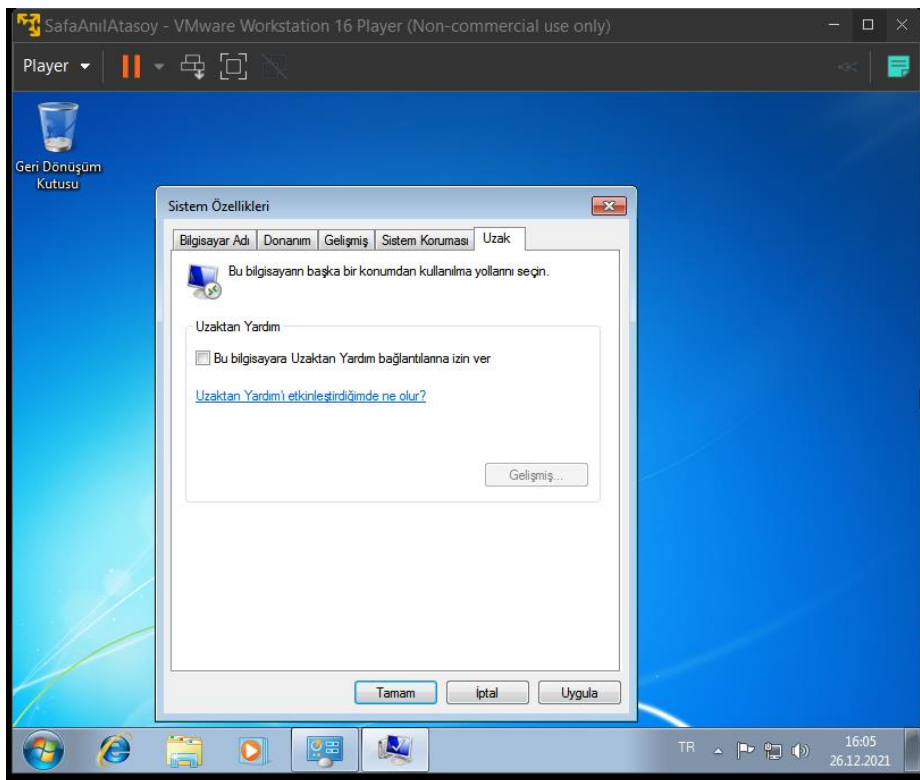 SafaAnılAtasoy - VMware Workstation 16 Player (Non-commercial use only)
Player
Geri Dönüşüm
Kutusu
Sistem Özellikleri
Bilgisayar Adı Donanım Gelişmiş Sistem Koruması Uzak
Bu bilgisayarın başka bir konumdan kullanılma yollarını seçin.
Uzaktan Yardım
Bu bilgisayara Uzaktan Yardım bağlantılarına izin ver
Uzaktan Yardım'ı etkinleştirdiğimde ne olur?
Gelişmiş...
Tamam İptal Uygula
TR 16:05
26.12.2021